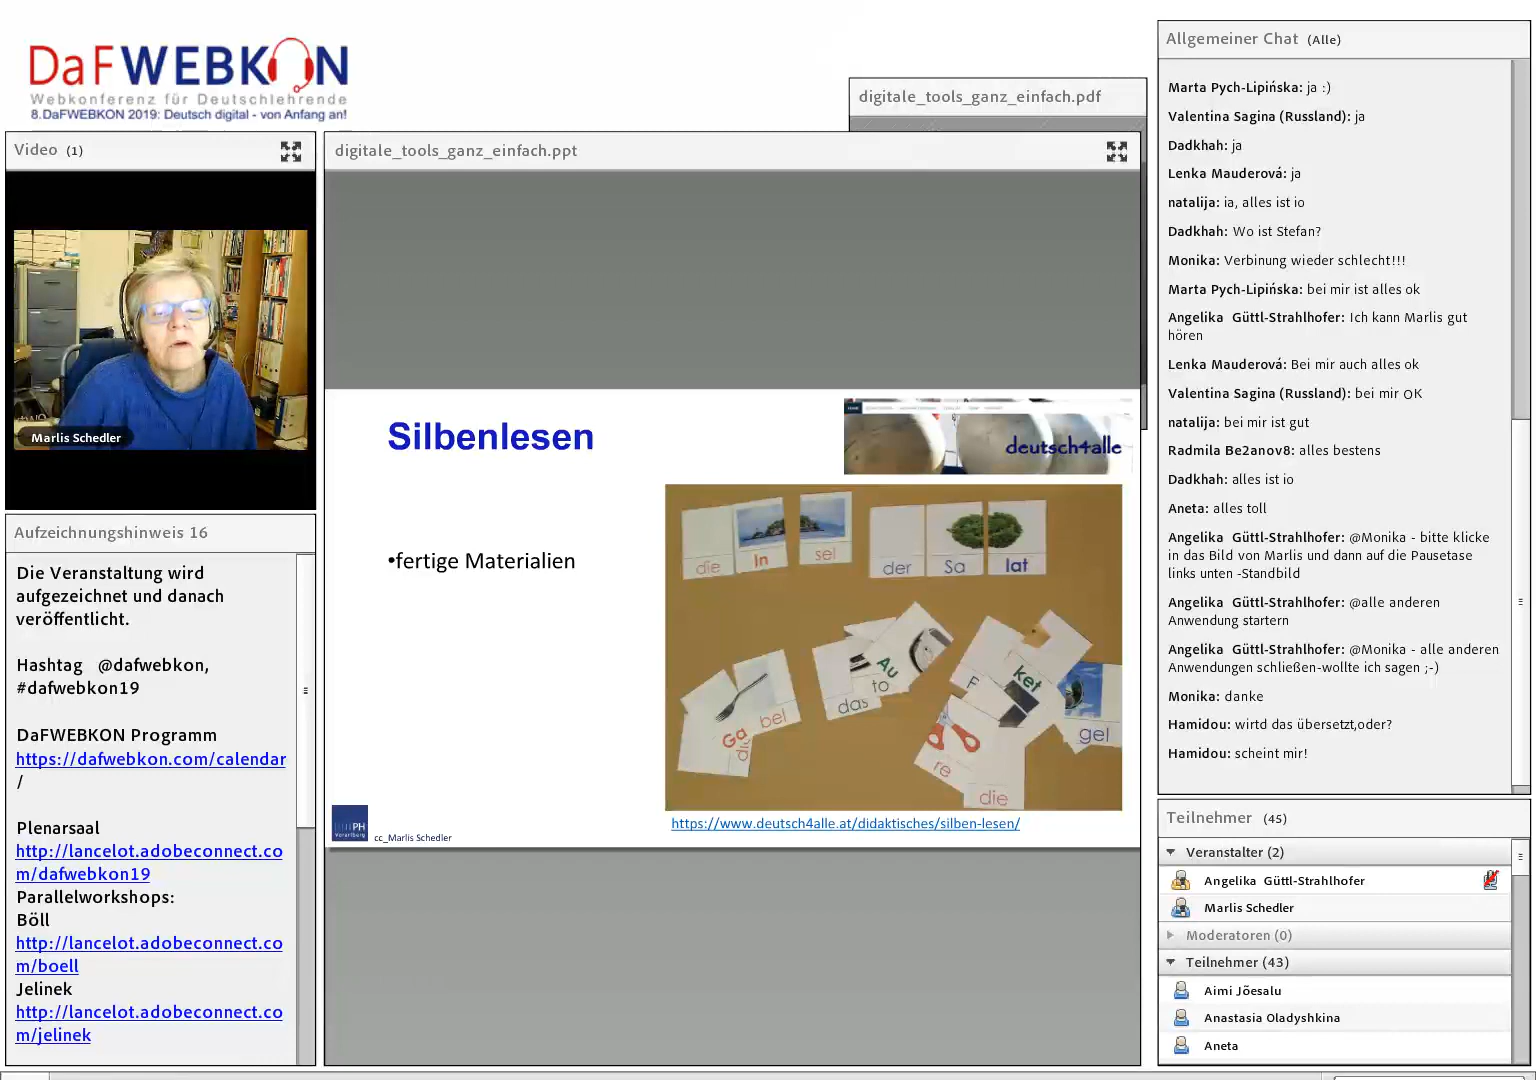 DaFWEBKON
Webkonferenz für Deutschlehrende
8.DaFWEBKON 2019: Deutsch digital - von Anfang an!
Video (1)
Marlis Schedler
Aufzeichnungshinweis 16
Die Veranstaltung wird
aufgezeichnet und danach
veröffentlicht.
Hashtag @dafwebkon,
#dafwebkon19
DaFWEBKON Programm
https://dafwebkon.com/calendar
/
Plenarsaal
http://lancelot.adobeconnect.co
m/dafwebkon19
Parallelworkshops:
Böll
http://lancelot.adobeconnect.co
m/boell
Jelinek
http://lancelot.adobeconnect.co
m/jelinek
digitale_tools_ganz_einfach.pdf
digitale_tools_ganz_einfach.ppt
Silbenlesen
deutsch4alle
•fertige Materialien
die In sel der Sa lat
Au
to
das
F
ket
Ga
bel
die
gel
re
die
https://www.deutsch4alle.at/didaktisches/silben-lesen/
PH
Vorarlberg
cc_Marlis Schedler
Allgemeiner Chat (Alle)
Marta Pych-Lipińska: ja :)
Valentina Sagina (Russland): ja
Dadkhah: ja
Lenka Mauderová: ja
natalija: ia, alles ist io
Dadkhah: Wo ist Stefan?
Monika: Verbinung wieder schlecht!!!
Marta Pych-Lipińska: bei mir ist alles ok
Angelika Güttl-Strahlhofer: Ich kann Marlis gut
hören
Lenka Mauderová: Bei mir auch alles ok
Valentina Sagina (Russland): bei mir OK
natalija: bei mir ist gut
Radmila Be2anov8: alles bestens
Dadkhah: alles ist io
Aneta: alles toll
Angelika Güttl-Strahlhofer: @Monika - bitte klicke
in das Bild von Marlis und dann auf die Pausetase
links unten -Standbild
Angelika Güttl-Strahlhofer: @alle anderen
Anwendung startern
Angelika Güttl-Strahlhofer: @Monika - alle anderen
Anwendungen schließen-wollte ich sagen ;-)
Monika: danke
Hamidou: wirtd das übersetzt,oder?
Hamidou: scheint mir!
Teilnehmer (45)
Veranstalter (2)
Angelika Güttl-Strahlhofer
Marlis Schedler
Moderatoren (0)
Teilnehmer (43)
Aimi Jõesalu
Anastasia Oladyshkina
Aneta